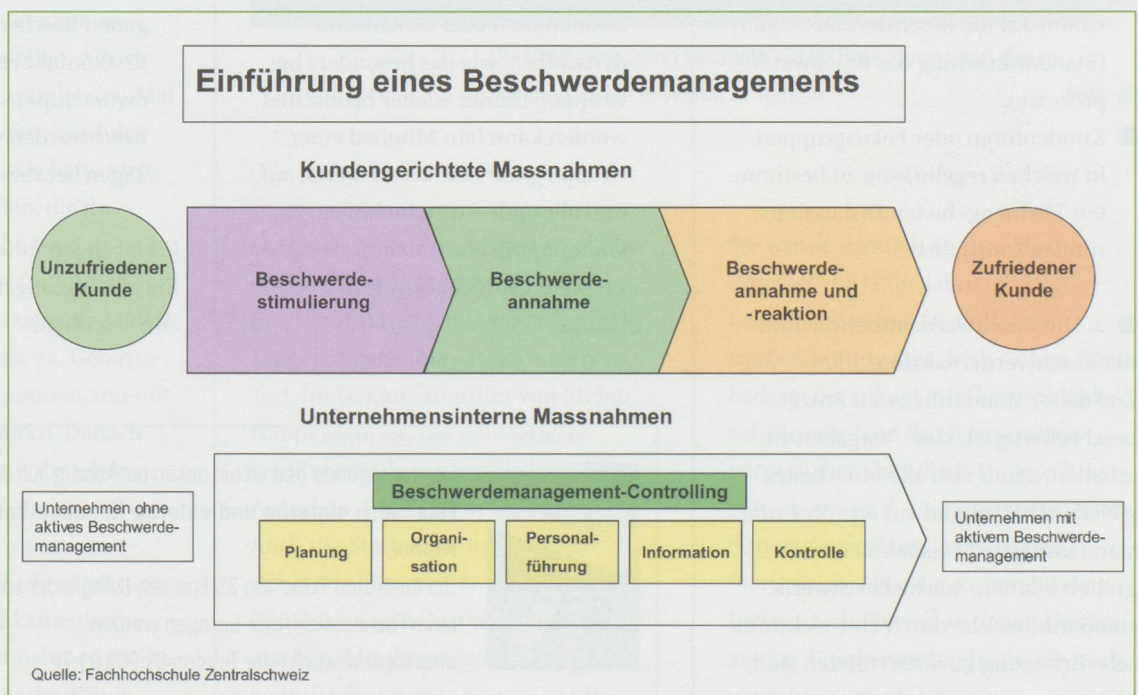 Einführung eines Beschwerdemanagements
Kundengerichtete Massnahmen
Unzufriedener
Kunde
Beschwerde-
stimulierung
Beschwerde-
annahme
Beschwerde-
annahme und
-reaktion
Zufriedener
Kunde
Unternehmensinterne Massnahmen
Unternehmen ohne
aktives Beschwerde-
management
Beschwerdemanagement-Controlling
Planung
Organi-
sation
Personal-
führung
Information
Kontrolle
Unternehmen mit
aktivem Beschwerde-
management
Quelle: Fachhochschule Zentralschweiz